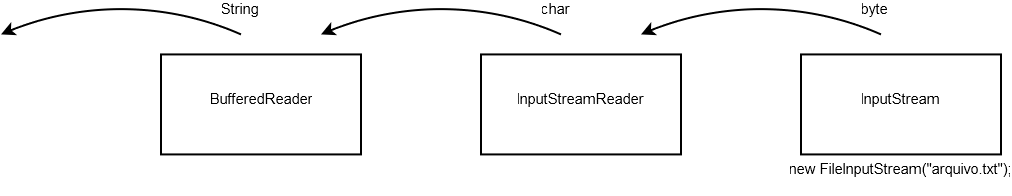 String
char
byte
BufferedReader
InputStreamReader
InputStream
new FileInputStream("arquivo.txt");